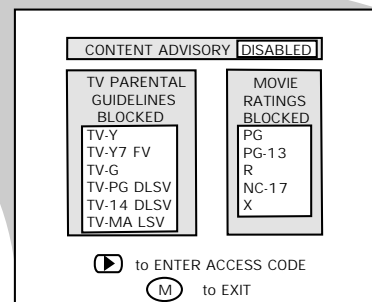 CONTENT ADVISORY DISABLED
TV PARENTAL
GUIDELINES
BLOCKED
TV-Y
TV-Y7 FV
TV-G
TV-PG DLSV
TV-14 DLSV
TV-MA LSV
MOVIE
RATINGS
BLOCKED
PG
PG-13
R
NC-17
X
to ENTER ACCESS CODE
M to EXIT